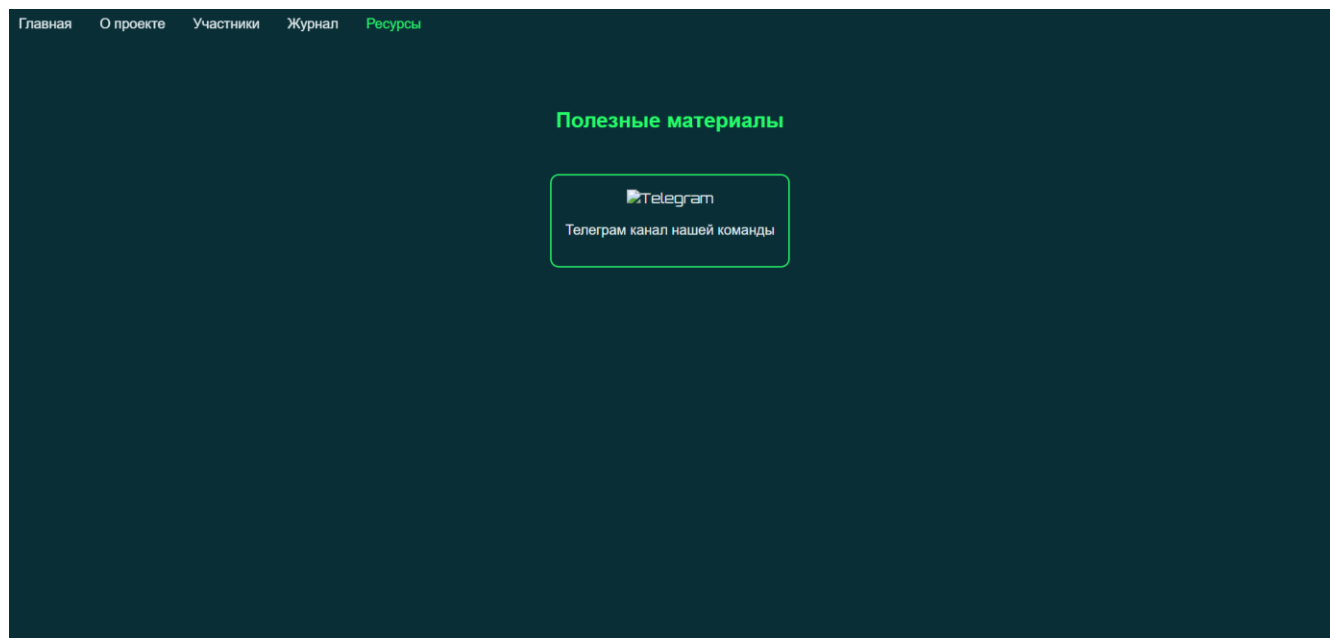 Главная О проекте Участники Журнал Ресурсы
Полезные материалы
Telegram
Телеграм канал нашей команды